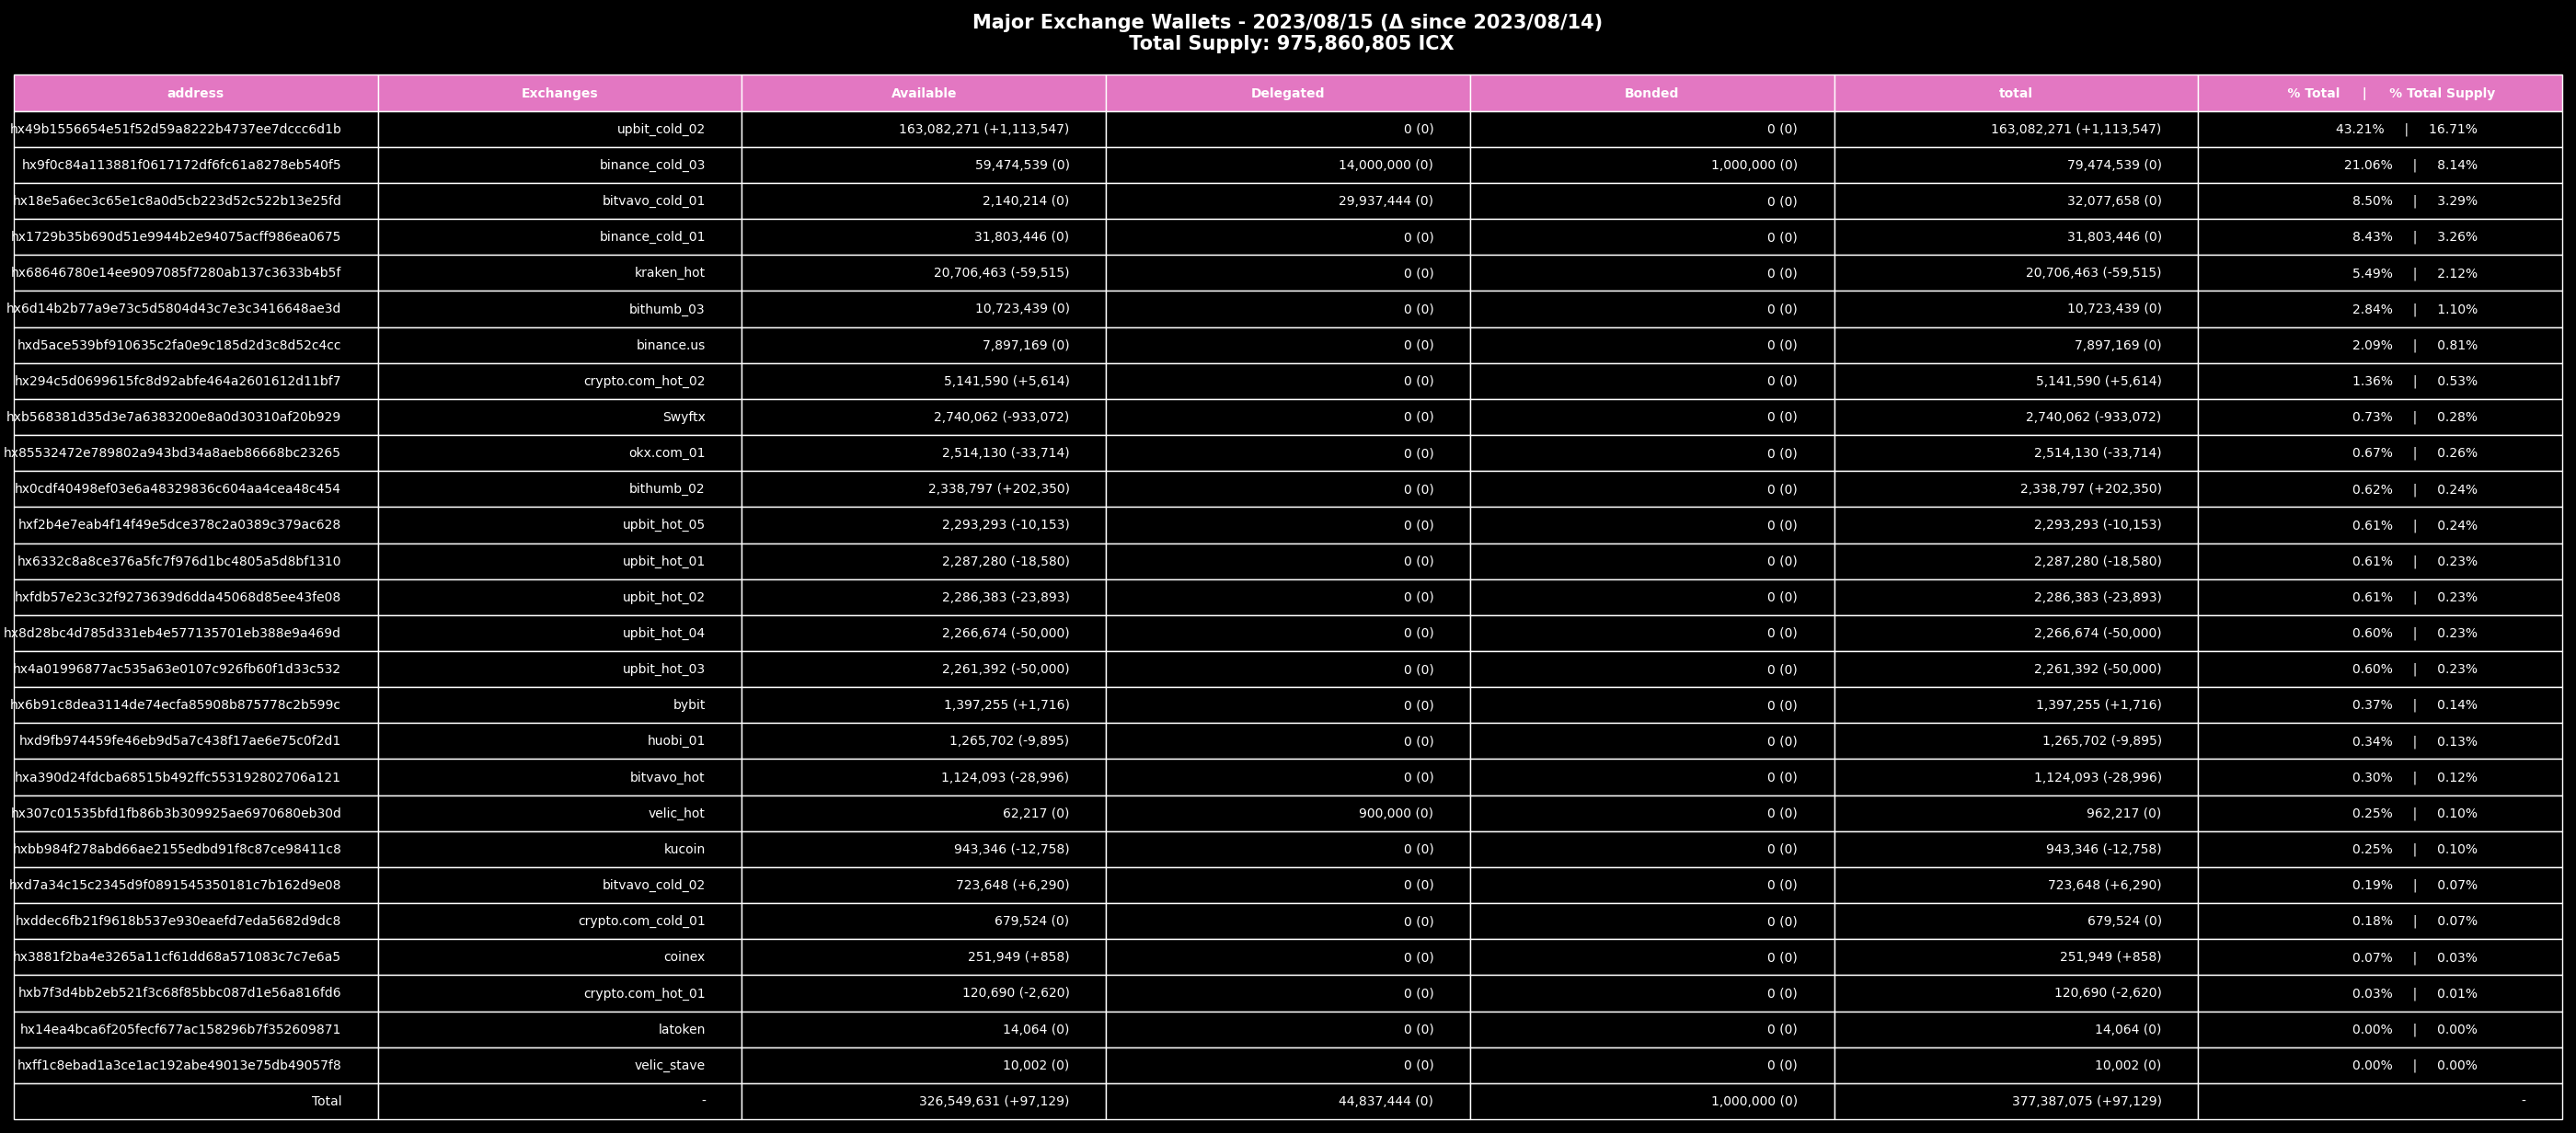 Major Exchange Wallets - 2023/08/15 (Δ since 2023/08/14)
Total Supply: 975,860,805 ICX
address Exchanges Available Delegated Bonded total % Total | % Total Supply
hx49b1556654e51f52d59a8222b4737ee7dccc6d1b upbit_cold_02 163,082,271 (+1,113,547) 0 (0) 0 (0) 163,082,271 (+1,113,547) 43.21% | 16.71%
hx9f0c84a113881f0617172df6fc61a8278eb540f5 binance_cold_03 59,474,539 (0) 14,000,000 (0) 1,000,000 (0) 79,474,539 (0) 21.06% | 8.14%
hx18e5a6ec3c65e1c8a0d5cb223d52c522b13e25fd bitvavo_cold_01 2,140,214 (0) 29,937,444 (0) 0 (0) 32,077,658 (0) 8.50% | 3.29%
hx1729b35b690d51e9944b2e94075acff986ea0675 binance_cold_01 31,803,446 (0) 0 (0) 0 (0) 31,803,446 (0) 8.43% | 3.26%
hx68646780e14ee9097085f7280ab137c3633b4b5f kraken_hot 20,706,463 (-59,515) 0 (0) 0 (0) 20,706,463 (-59,515) 5.49% | 2.12%
hx6d14b2b77a9e73c5d5804d43c7e3c3416648ae3d bithumb_03 10,723,439 (0) 0 (0) 0 (0) 10,723,439 (0) 2.84% | 1.10%
hxd5ace539bf910635c2fa0e9c185d2d3c8d52c4cc binance.us 7,897,169 (0) 0 (0) 0 (0) 7,897,169 (0) 2.09% | 0.81%
hx294c5d0699615fc8d92abfe464a2601612d11bf7 crypto.com_hot_02 5,141,590 (+5,614) 0 (0) 0 (0) 5,141,590 (+5,614) 1.36% | 0.53%
hxb568381d35d3e7a6383200e8a0d30310af20b929 Swyftx 2,740,062 (-933,072) 0 (0) 0 (0) 2,740,062 (-933,072) 0.73% | 0.28%
hx85532472e789802a943bd34a8aeb86668bc23265 okx.com_01 2,514,130 (-33,714) 0 (0) 0 (0) 2,514,130 (-33,714) 0.67% | 0.26%
hx0cdf40498ef03e6a48329836c604aa4cea48c454 bithumb_02 2,338,797 (+202,350) 0 (0) 0 (0) 2,338,797 (+202,350) 0.62% | 0.24%
hxf2b4e7eab4f14f49e5dce378c2a0389c379ac628 upbit_hot_05 2,293,293 (-10,153) 0 (0) 0 (0) 2,293,293 (-10,153) 0.61% | 0.24%
hx6332c8a8ce376a5fc7f976d1bc4805a5d8bf1310 upbit_hot_01 2,287,280 (-18,580) 0 (0) 0 (0) 2,287,280 (-18,580) 0.61% | 0.23%
hxfdb57e23c32f9273639d6dda45068d85ee43fe08 upbit_hot_02 2,286,383 (-23,893) 0 (0) 0 (0) 2,286,383 (-23,893) 0.61% | 0.23%
hx8d28bc4d785d331eb4e577135701eb388e9a469d upbit_hot_04 2,266,674 (-50,000) 0 (0) 0 (0) 2,266,674 (-50,000) 0.60% | 0.23%
hx4a01996877ac535a63e0107c926fb60f1d33c532 upbit_hot_03 2,261,392 (-50,000) 0 (0) 0 (0) 2,261,392 (-50,000) 0.60% | 0.23%
hx6b91c8dea3114de74ecfa85908b875778c2b599c bybit 1,397,255 (+1,716) 0 (0) 0 (0) 1,397,255 (+1,716) 0.37% | 0.14%
hxd9fb974459fe46eb9d5a7c438f17ae6e75c0f2d1 huobi_01 1,265,702 (-9,895) 0 (0) 0 (0) 1,265,702 (-9,895) 0.34% | 0.13%
hxa390d24fdcba68515b492ffc553192802706a121 bitvavo_hot 1,124,093 (-28,996) 0 (0) 0 (0) 1,124,093 (-28,996) 0.30% | 0.12%
hx307c01535bfd1fb86b3b309925ae6970680eb30d velic_hot 62,217 (0) 900,000 (0) 0 (0) 962,217 (0) 0.25% | 0.10%
hxbb984f278abd66ae2155edbd91f8c87ce98411c8 kucoin 943,346 (-12,758) 0 (0) 0 (0) 943,346 (-12,758) 0.25% | 0.10%
hxd7a34c15c2345d9f0891545350181c7b162d9e08 bitvavo_cold_02 723,648 (+6,290) 0 (0) 0 (0) 723,648 (+6,290) 0.19% | 0.07%
hxddec6fb21f9618b537e930eaefd7eda5682d9dc8 crypto.com_cold_01 679,524 (0) 0 (0) 0 (0) 679,524 (0) 0.18% | 0.07%
hx3881f2ba4e3265a11cf61dd68a571083c7c7e6a5 coinex 251,949 (+858) 0 (0) 0 (0) 251,949 (+858) 0.07% | 0.03%
hxb7f3d4bb2eb521f3c68f85bbc087d1e56a816fd6 crypto.com_hot_01 120,690 (-2,620) 0 (0) 0 (0) 120,690 (-2,620) 0.03% | 0.01%
hx14ea4bca6f205fecf677ac158296b7f352609871 latoken 14,064 (0) 0 (0) 0 (0) 14,064 (0) 0.00% | 0.00%
hxff1c8ebad1a3ce1ac192abe49013e75db49057f8 velic_stave 10,002 (0) 0 (0) 0 (0) 10,002 (0) 0.00% | 0.00%
Total - 326,549,631 (+97,129) 44,837,444 (0) 1,000,000 (0) 377,387,075 (+97,129) -